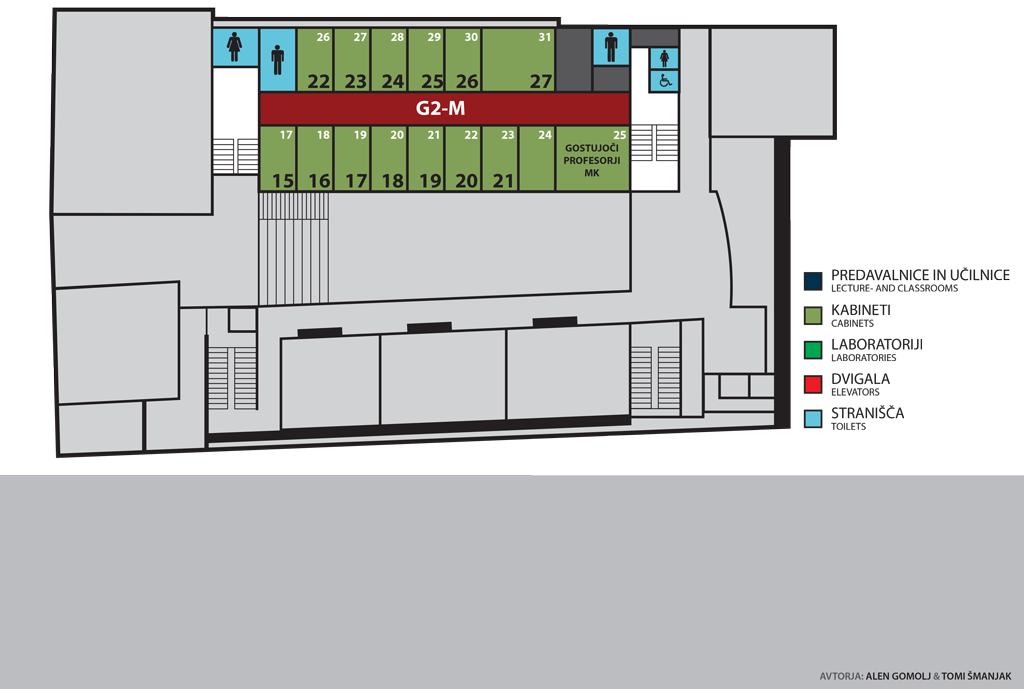 26 27 28 29 30 31
22 23 24 25 26 27
G2-M
17 18 19 20 21 22 23 24 25
GOSTUJOČI
PROFESORJI
MK
15 16 17 18 19 20 21
PREDAVALNICE IN UČILNICE
LECTURE- AND CLASSROOMS
KABINETI
CABINETS
LABORATORIJI
LABORATORIES
DVIGALA
ELEVATORS
STRANIŠČA
TOILETS
AVTORJA: ALEN GOMOLJ & TOMI ŠMANJAK